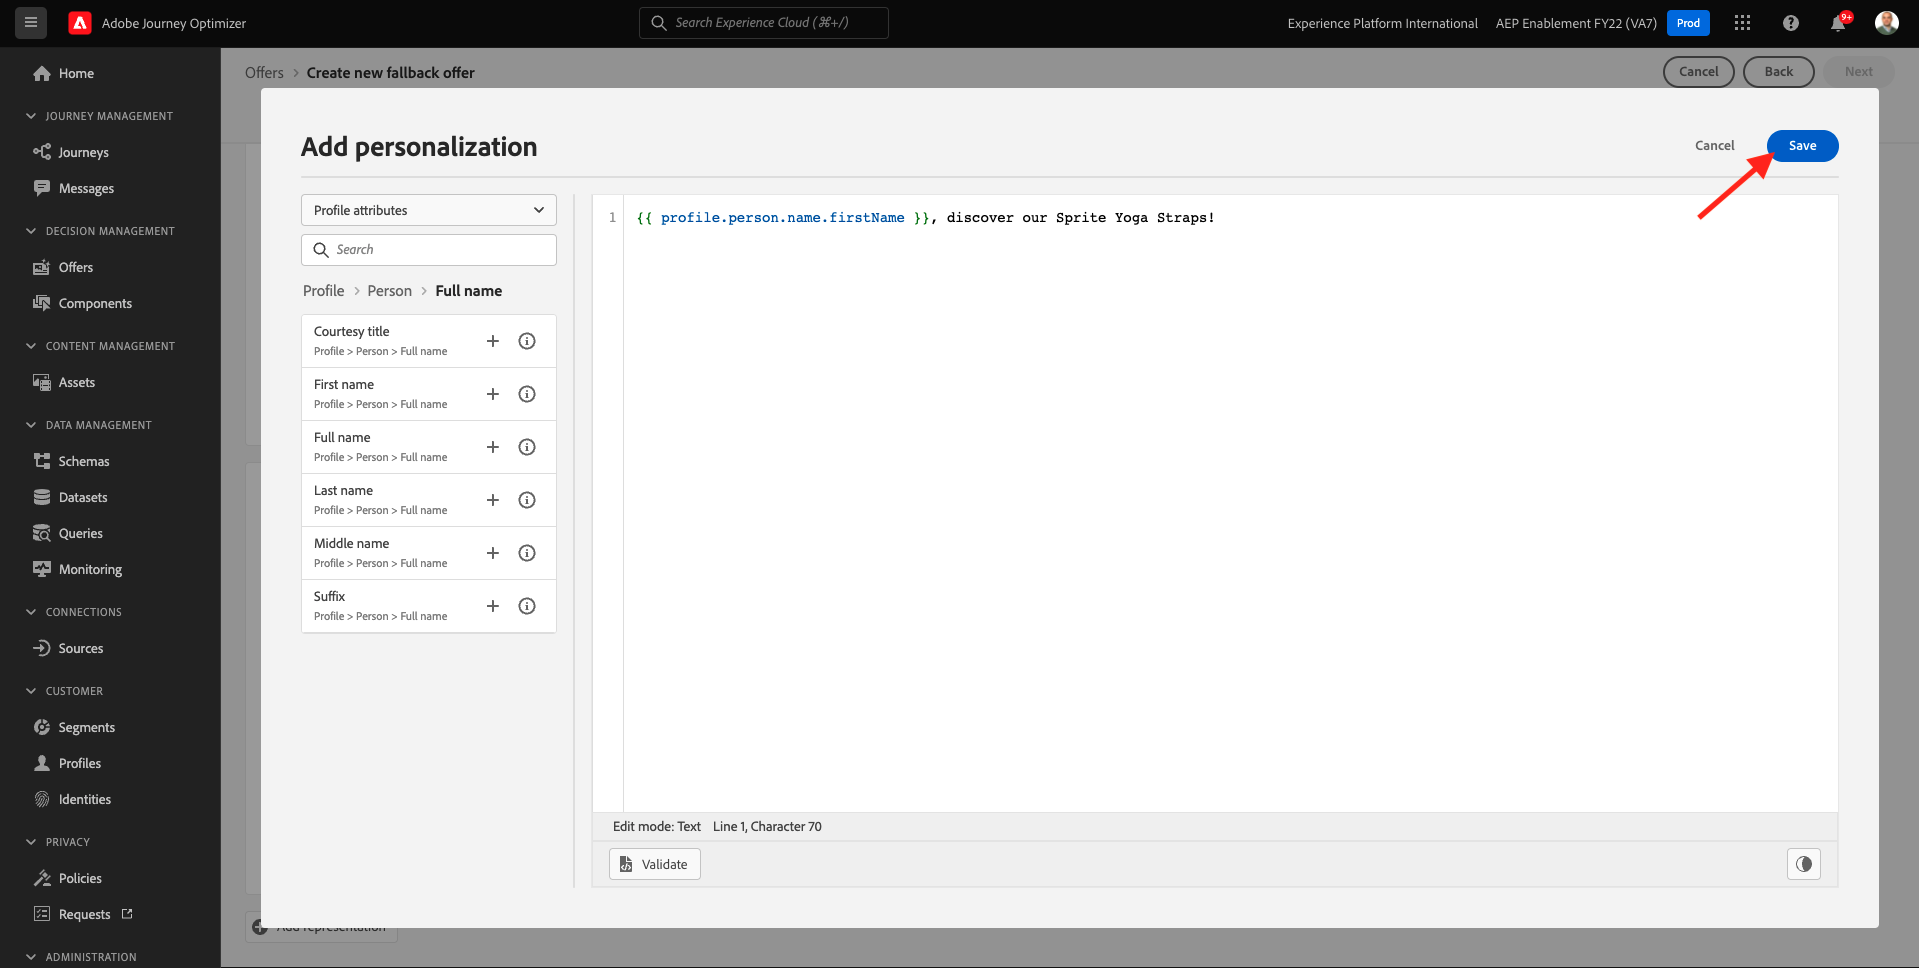 Adobe Journey Optimizer
Search Experience Cloud (⌘+/)
Experience Platform International
AEP Enablement FY22 (VA7)
Prod
9+
Home
JOURNEY MANAGEMENT
Journeys
Messages
DECISION MANAGEMENT
Offers
Components
CONTENT MANAGEMENT
Assets
DATA MANAGEMENT
Schemas
Datasets
Queries
Monitoring
CONNECTIONS
Sources
CUSTOMER
Segments
Profiles
Identities
PRIVACY
Policies
Requests
ADMINISTRATION
Offers > Create new fallback offer
Cancel
Back
Next
Add personalization
Cancel
Save
Profile attributes
Search
Profile > Person > Full name
Courtesy title
Profile > Person > Full name
First name
Profile > Person > Full name
Full name
Profile > Person > Full name
Last name
Profile > Person > Full name
Middle name
Profile > Person > Full name
Suffix
Profile > Person > Full name
1 {{ profile.person.name.firstName }}, discover our Sprite Yoga Straps!
Edit mode: Text Line 1, Character 70
Validate
Add representation